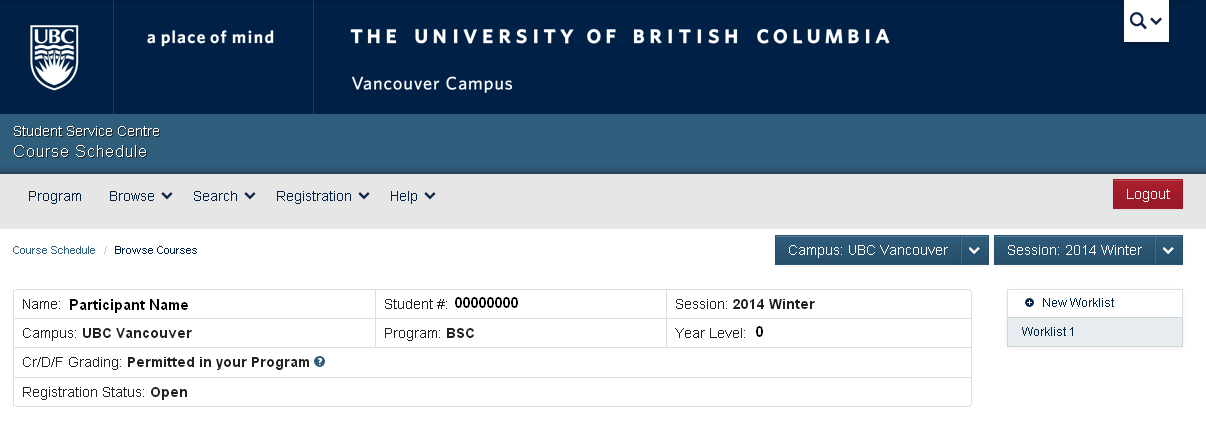 UBC
a place of mind
THE UNIVERSITY OF BRITISH COLUMBIA
Vancouver Campus
Student Service Centre
Course Schedule
Program Browse Search Registration Help Logout
Course Schedule / Browse Courses
Campus: UBC Vancouver Session: 2014 Winter
Name: Participant Name Student #: 00000000 Session: 2014 Winter
Campus: UBC Vancouver Program: BSC Year Level: 0
Cr/D/F Grading: Permitted in your Program ?
Registration Status: Open
New Worklist
Worklist 1